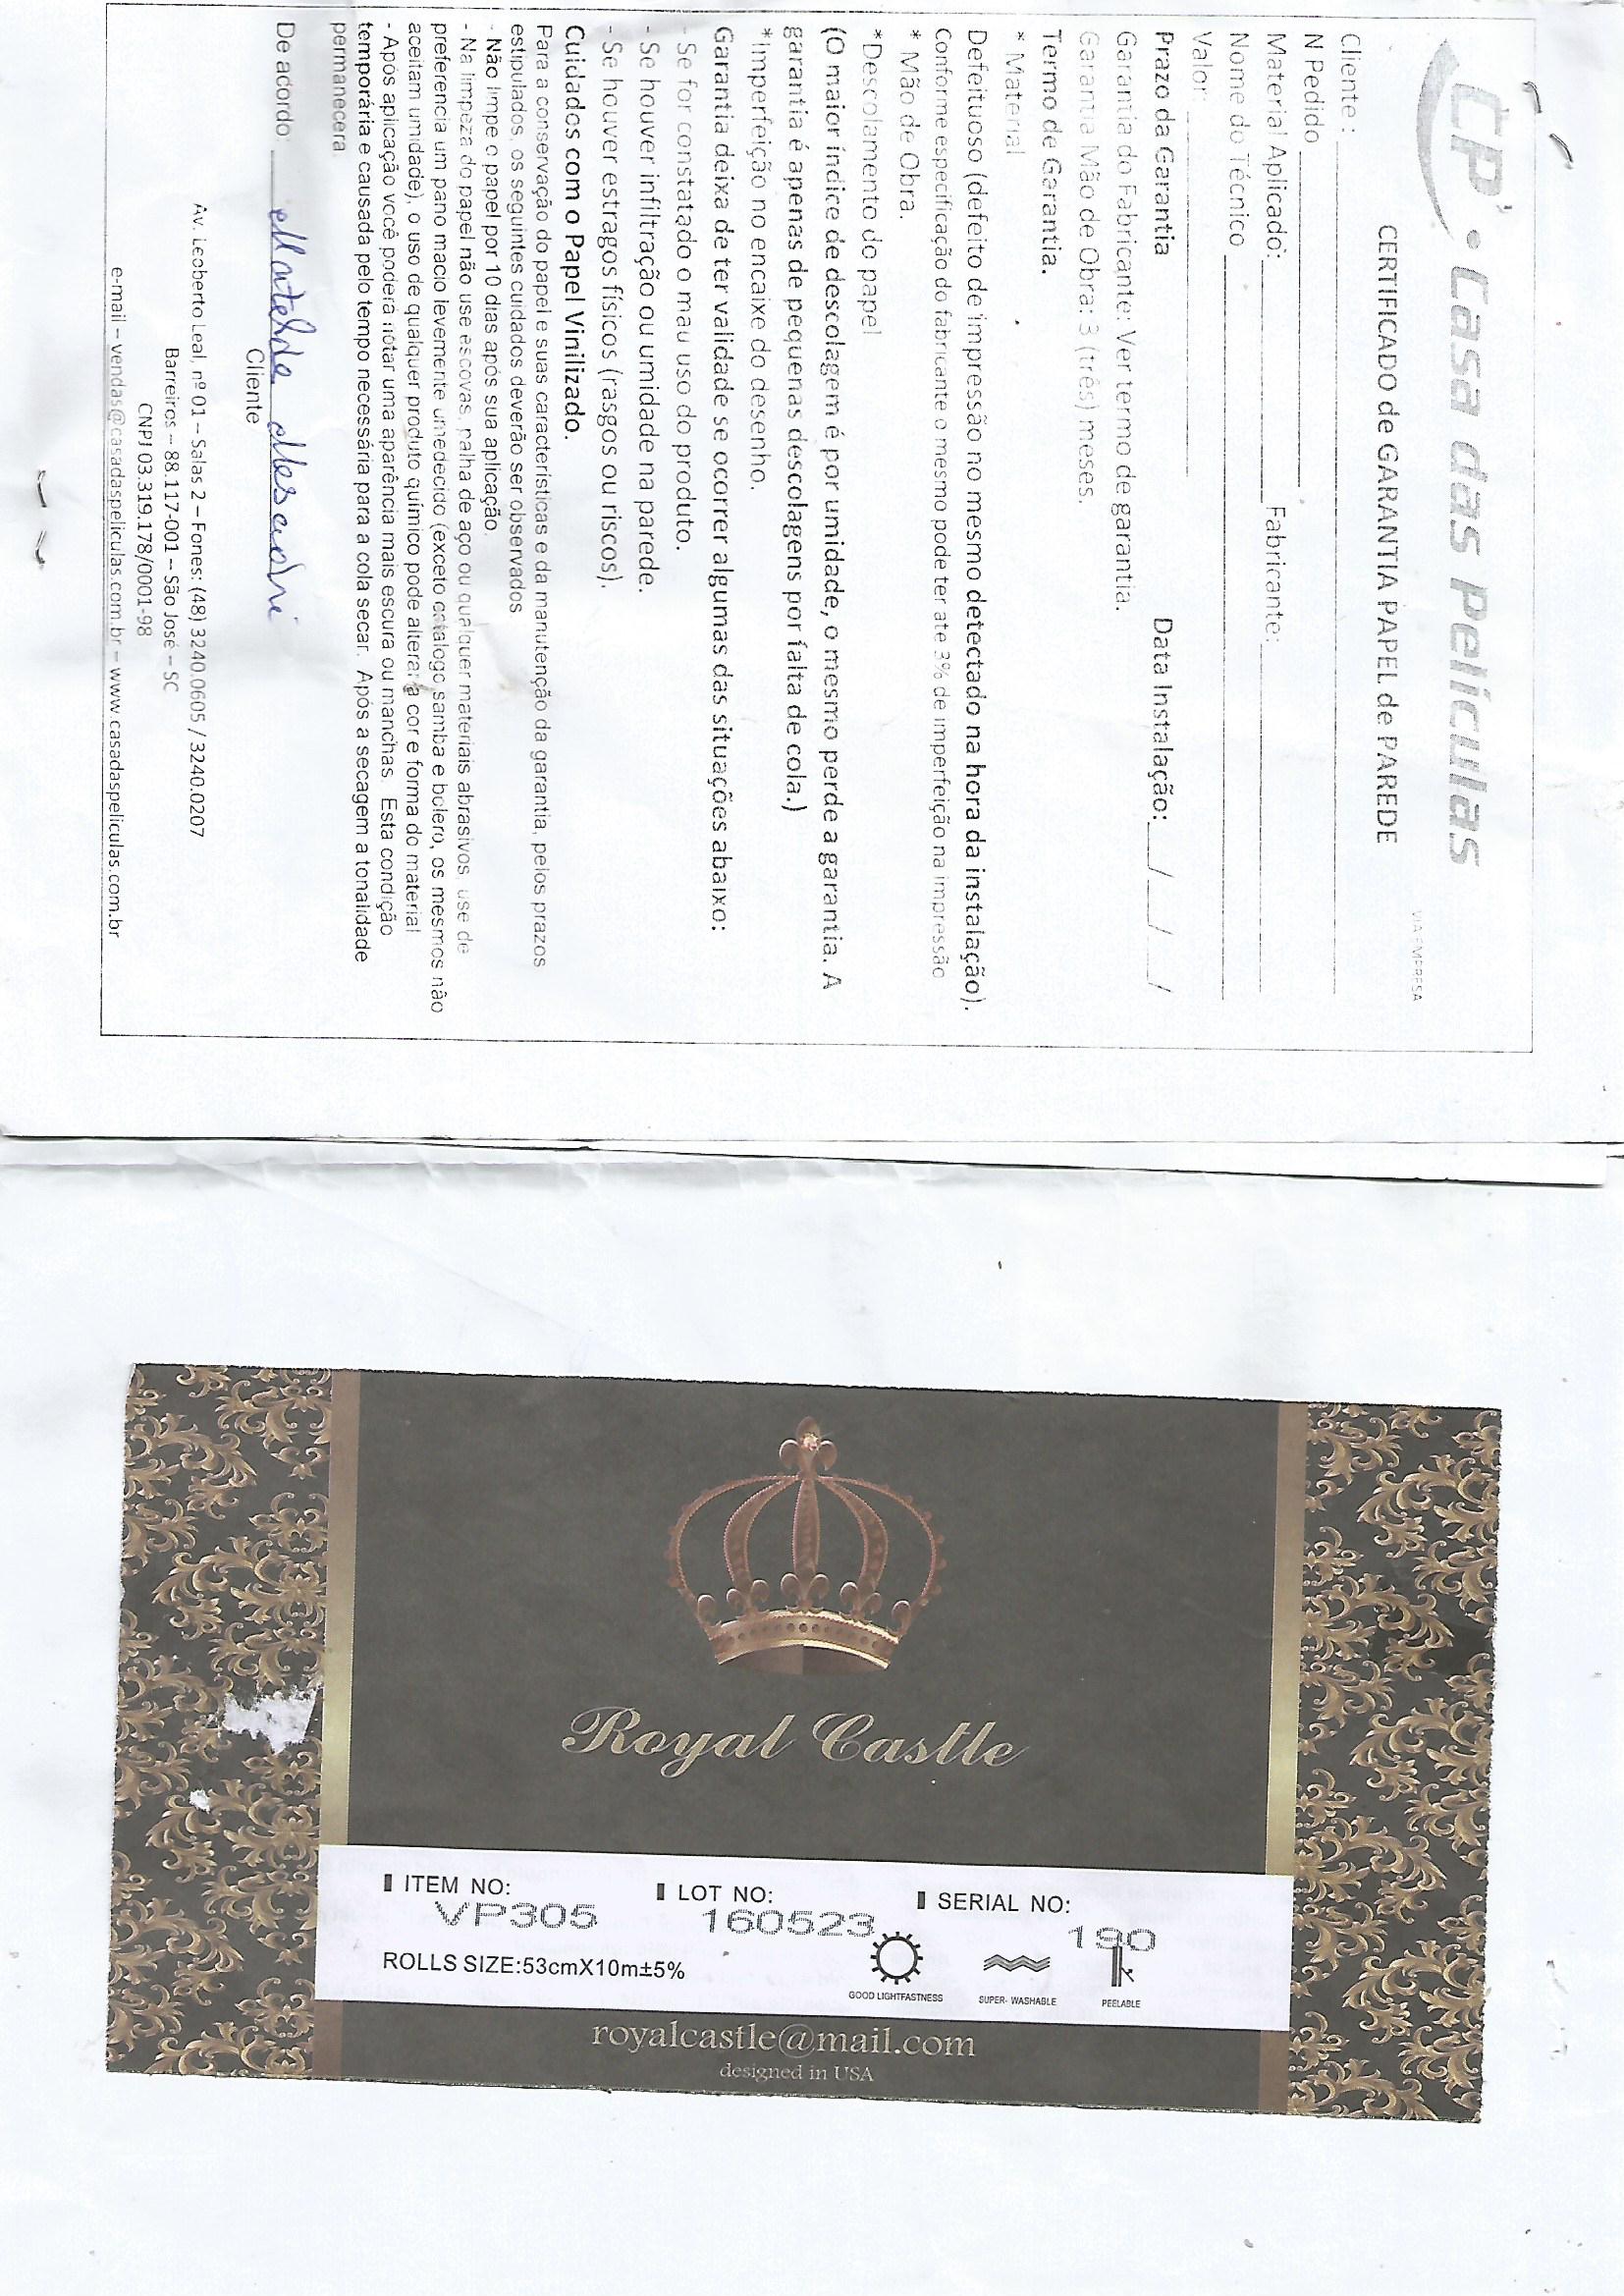 CP • Casa das Películas
VIA EMPRESA
CERTIFICADO de GARANTIA PAPEL de PAREDE
Cliente :
N Pedido
Material Aplicado: Fabricante:
Nome do Técnico
Valor:
Prazo da Garantia Data Instalação: / / /
Garantia do Fabricante: Ver termo de garantia.
Garantia Mão de Obra: 3 (três) meses.
Termo de Garantia.
* Material
Defeituoso (defeito de impressão no mesmo detectado na hora da instalação).
Conforme especificação do fabricante o mesmo pode ter ate 3% de imperfeição na impressão
* Mão de Obra.
*Descolamento do papel
(O maior índice de descolagem é por umidade, o mesmo perde a garantia. A
garantia é apenas de pequenas descolagens por falta de cola.)
*Imperfeição no encaixe do desenho.
Garantia deixa de ter validade se ocorrer algumas das situações abaixo:
- Se for constatado o mau uso do produto.
- Se houver infiltração ou umidade na parede.
- Se houver estragos físicos (rasgos ou riscos).
Cuidados com o Papel Vinilizado.
Para a conservação do papel e suas características e da manutenção da garantia, pelos prazos
estipulados, os seguintes cuidados deverão ser observados
- Não limpe o papel por 10 dias após sua aplicação.
- Na limpeza do papel não use escovas, palha de aço ou qualquer materiais abrasivos, use de
preferencia um pano macio levemente umedecido (exceto catalogo samba e bolero, os mesmos não
aceitam umidade), o uso de qualquer produto químico pode alterar a cor e forma do material
- Após aplicação você poderá notar uma aparência mais escura ou manchas. Esta condição
temporária e causada pelo tempo necessária para a cola secar. Após a secagem a tonalidade
permanecera.
De acordo:
Cliente
Av. Leoberto Leal, nº 01 – Salas 2 – Fones: (48) 3240.0605 / 3240.0207
Barreiros – 88.117-001 – São José – SC
CNPJ 03.319.178/0001-98
e-mail – vendas@casadaspeliculas.com.br – www.casadaspeliculas.com.br
Royal Castle
ITEM NO: LOT NO: SERIAL NO:
VP305 160523 190
ROLLS SIZE:53cmX10m±5%
GOOD LIGHTFASTNESS SUPER- WASHABLE PEELABLE
royalcastle@mail.com
designed in USA